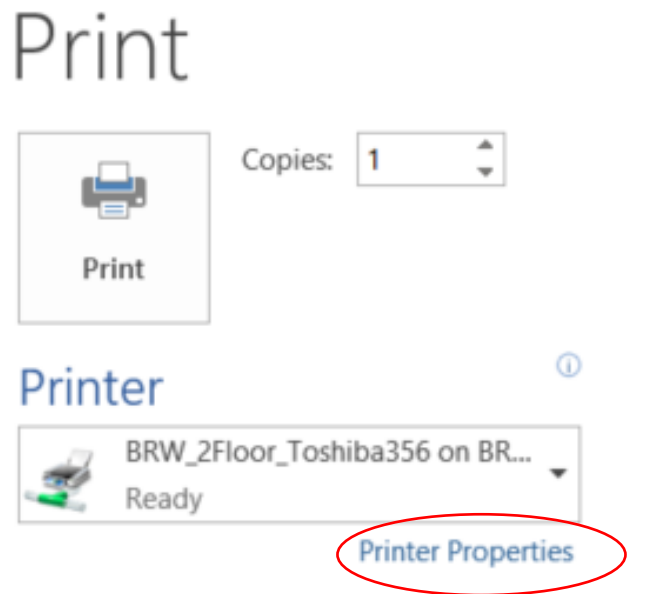 Print
Copies: 1
Print
Printer
BRW_2Floor_Toshiba356 on BR...
Ready
Printer Properties